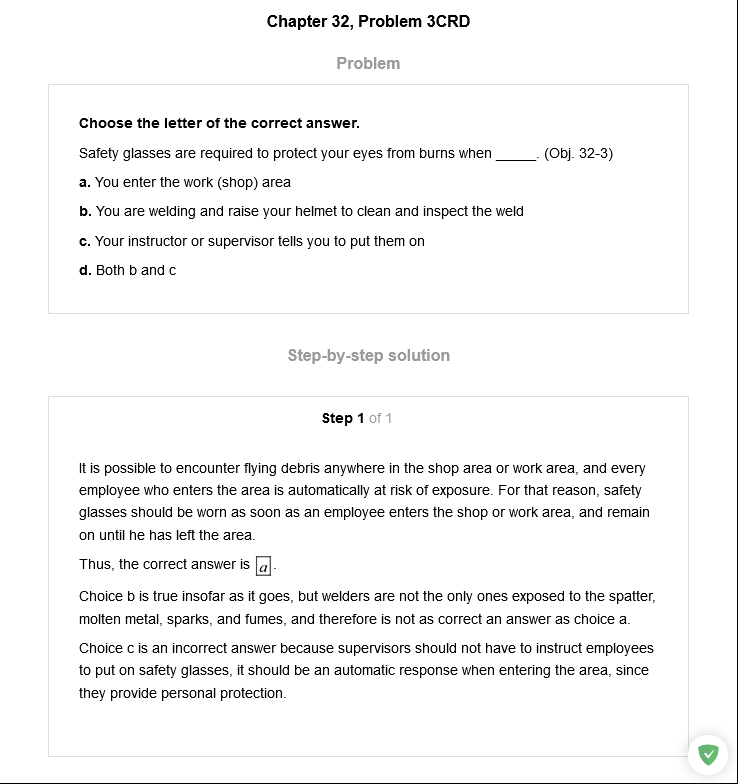 Chapter 32, Problem 3CRD
Problem
Choose the letter of the correct answer.
Safety glasses are required to protect your eyes from burns when _____. (Obj. 32-3)
a. You enter the work (shop) area
b. You are welding and raise your helmet to clean and inspect the weld
c. Your instructor or supervisor tells you to put them on
d. Both b and c
Step-by-step solution
Step 1 of 1
It is possible to encounter flying debris anywhere in the shop area or work area, and every
employee who enters the area is automatically at risk of exposure. For that reason, safety
glasses should be worn as soon as an employee enters the shop or work area, and remain
on until he has left the area.
Thus, the correct answer is a.
Choice b is true insofar as it goes, but welders are not the only ones exposed to the spatter,
molten metal, sparks, and fumes, and therefore is not as correct an answer as choice a.
Choice c is an incorrect answer because supervisors should not have to instruct employees
to put on safety glasses, it should be an automatic response when entering the area, since
they provide personal protection.